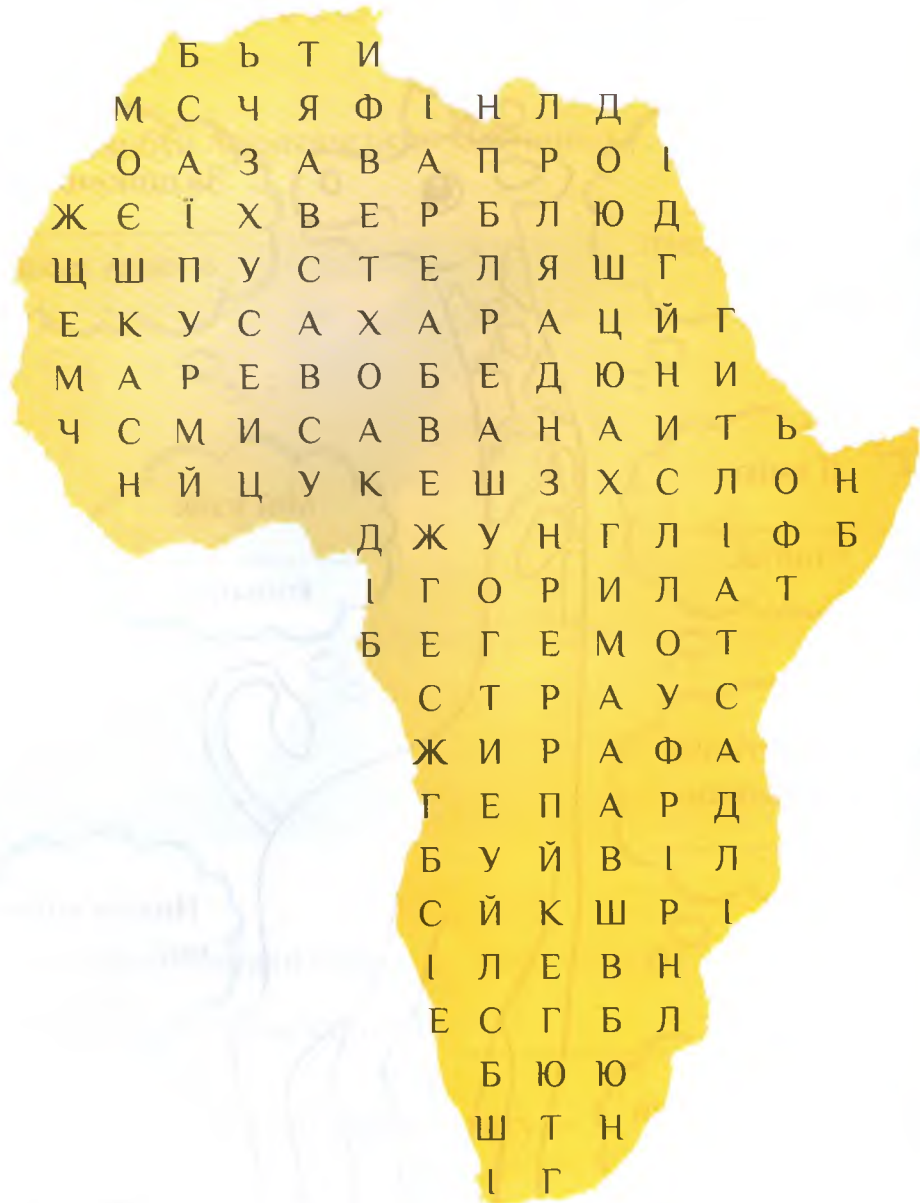 Б Ь Т И
М С Ч Я Ф І Н Л Д
О А З А В А П Р О І
Ж Є Ї Х В Е Р Б Л Ю Д
Щ Ш П У С Т Е Л Я Ш Г
Е К У С А Х А Р А Ц Й Г
М А Р Е В О Б Е Д Ю Н И
Ч С М И С А В А Н А И Т Ь
Н Й Ц У К Е Ш З Х С Л О Н
Д Ж У Н Г Л І Ф Б
І Г О Р И Л А Т
Б Е Г Е М О Т
С Т Р А У С
Ж И Р А Ф А
Г Е П А Р Д
Б У Й В І Л
С Й К Ш Р І
І Л Е В Н
Е С Г Б Л
Б Ю Ю
Ш Т Н
І Г